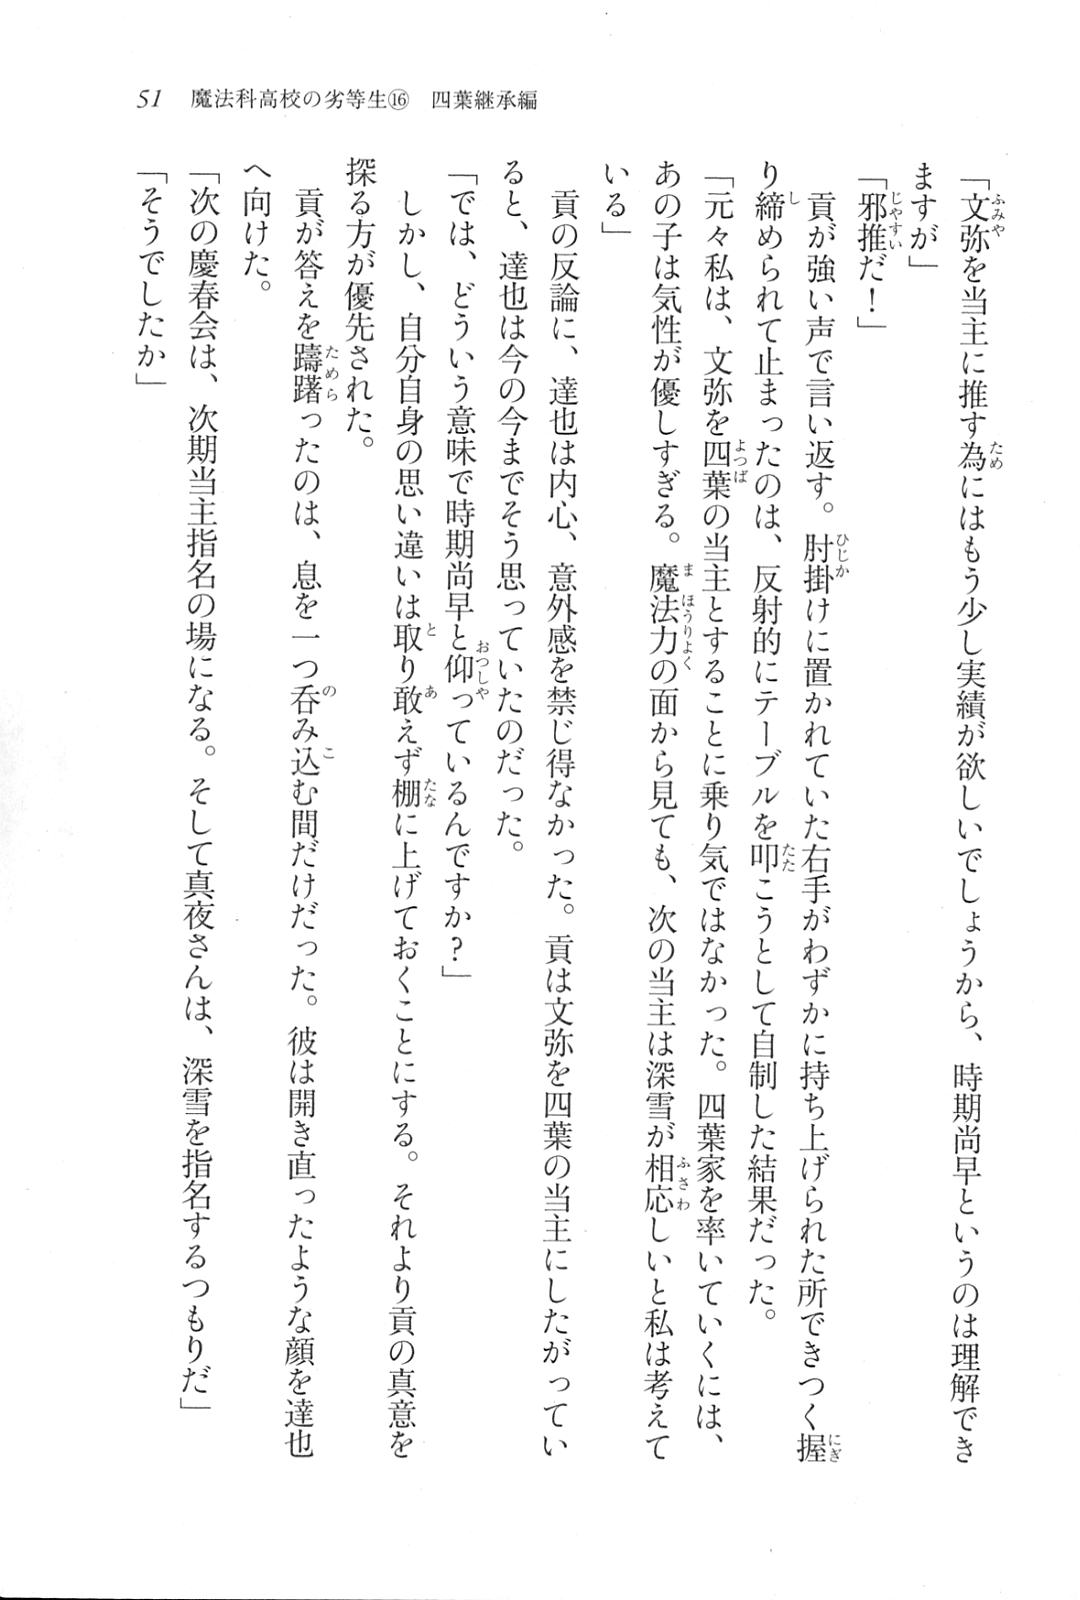 51　魔法科高校の劣等生⑯　四葉継承編
「文弥を当主に推す為にはもう少し実績が欲しいでしょうから、時期尚早というのは理解でき
ますが」
「邪推だ！」
　貢が強い声で言い返す。肘掛けに置かれていた右手がわずかに持ち上げられた所できつく握
り締められて止まったのは、反射的にテーブルを叩こうとして自制した結果だった。
「元々私は、文弥を四葉の当主とすることに乗り気ではなかった。四葉家を率いていくには、
あの子は気性が優しすぎる。魔法力の面から見ても、次の当主は深雪が相応しいと私は考えて
いる」
　貢の反論に、達也は内心、意外感を禁じ得なかった。貢は文弥を四葉の当主にしたがってい
ると、達也は今の今までそう思っていたのだった。
「では、どういう意味で時期尚早と仰っているんですか？」
　しかし、自分自身の思い違いは取り敢えず棚に上げておくことにする。それより貢の真意を
探る方が優先された。
　貢が答えを躊躇ったのは、息を一つ呑み込む間だけだった。彼は開き直ったような顔を達也
へ向けた。
「次の慶春会は、次期当主指名の場になる。そして真夜さんは、深雪を指名するつもりだ」
「そうでしたか」